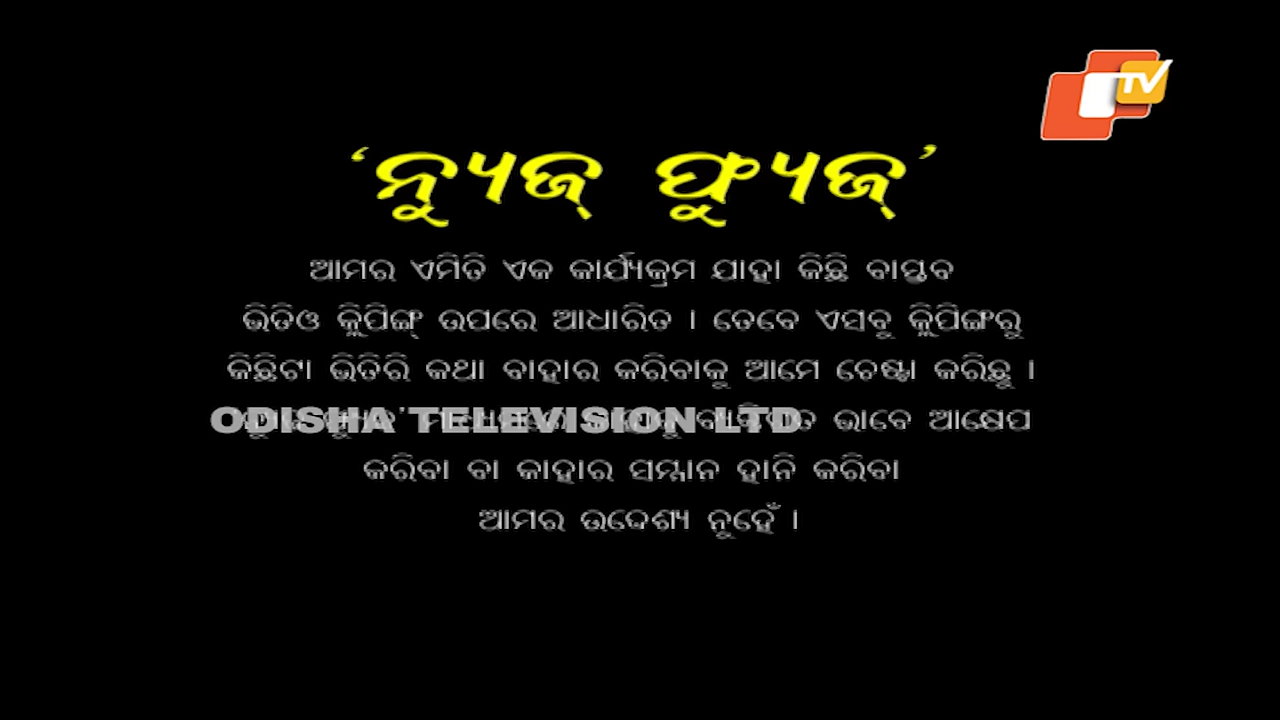 TV
‘ନ୍ୟୁଜ୍ ଫ୍ୟୁଜ୍’
ଆମର ଏମିତି ଏକ କାର୍ଯ୍ୟକ୍ରମ ଯାହା କିଛି ବାସ୍ତବ
ଭିଡିଓ କ୍ଲିପିଙ୍ଗ୍ ଉପରେ ଆଧାରିତ । ତେବେ ଏସବୁ କ୍ଲିପିଙ୍ଗରୁ
କିଛିଟା ଭିତିରି କଥା ବାହାର କରିବାକୁ ଆମେ ଚେଷ୍ଟା କରିଛୁ ।
ODISHA TELEVISION LTD
ଭାବେ ଆକ୍ଷେପ
କରିବା ବା କାହାର ସମ୍ମାନ ହାନି କରିବା
ଆମର ଉଦ୍ଦେଶ୍ୟ ନୁହେଁ ।